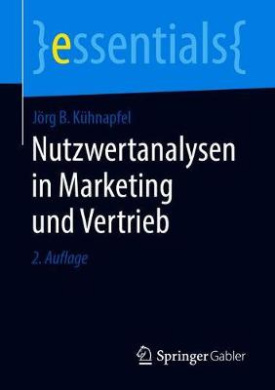 }essentials{
Jörg B. Kühnapfel
Nutzwertanalysen
in Marketing
und Vertrieb
2. Auflage
Springer Gabler